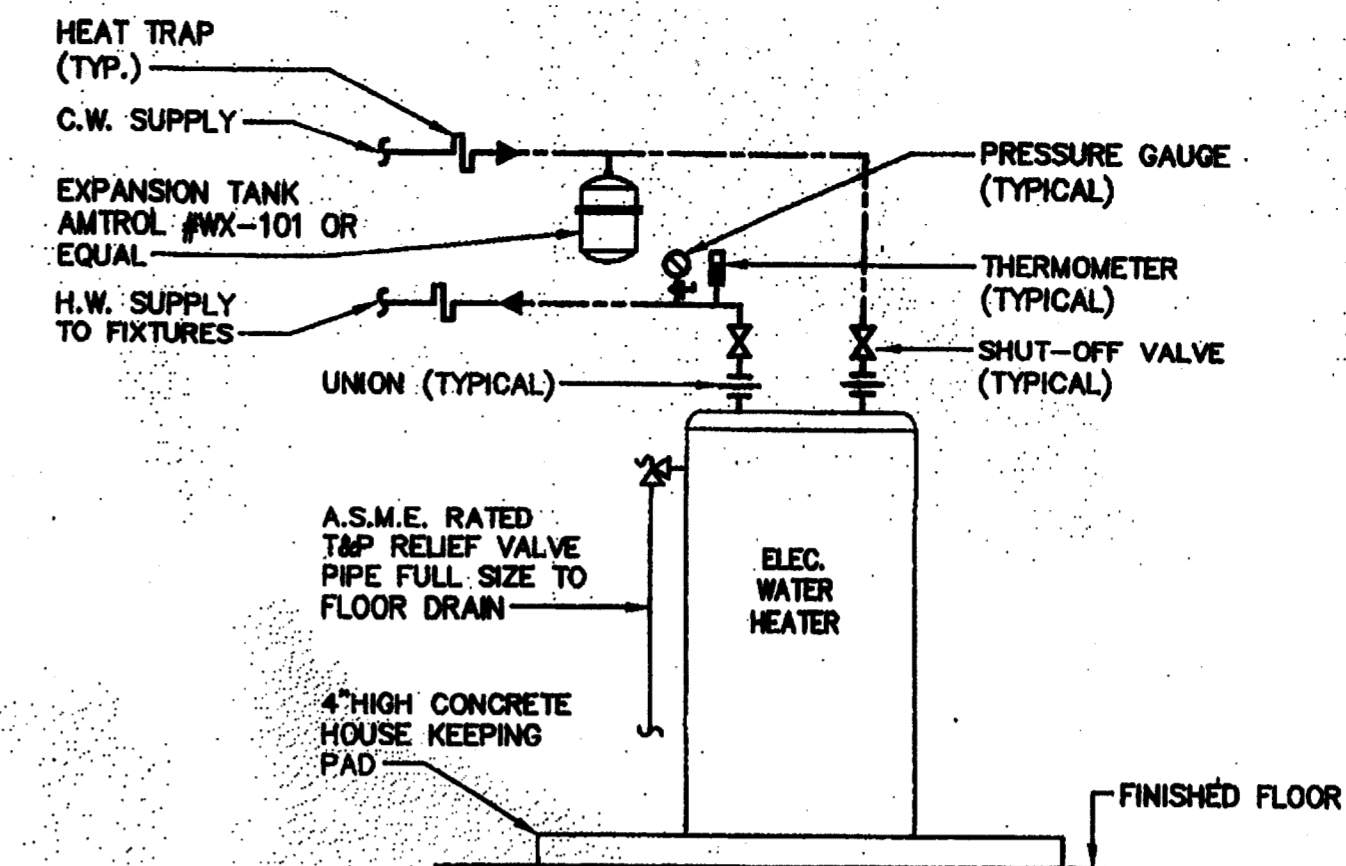 HEAT TRAP
(TYP.)
C.W. SUPPLY
EXPANSION TANK
AMTROL #WX-101 OR
EQUAL
H.W. SUPPLY
TO FIXTURES
PRESSURE GAUGE
(TYPICAL)
THERMOMETER
(TYPICAL)
SHUT-OFF VALVE
(TYPICAL)
UNION (TYPICAL)
A.S.M.E. RATED
T&P RELIEF VALVE
PIPE FULL SIZE TO
FLOOR DRAIN
ELEC.
WATER
HEATER
4"HIGH CONCRETE
HOUSE KEEPING
PAD
FINISHED FLOOR